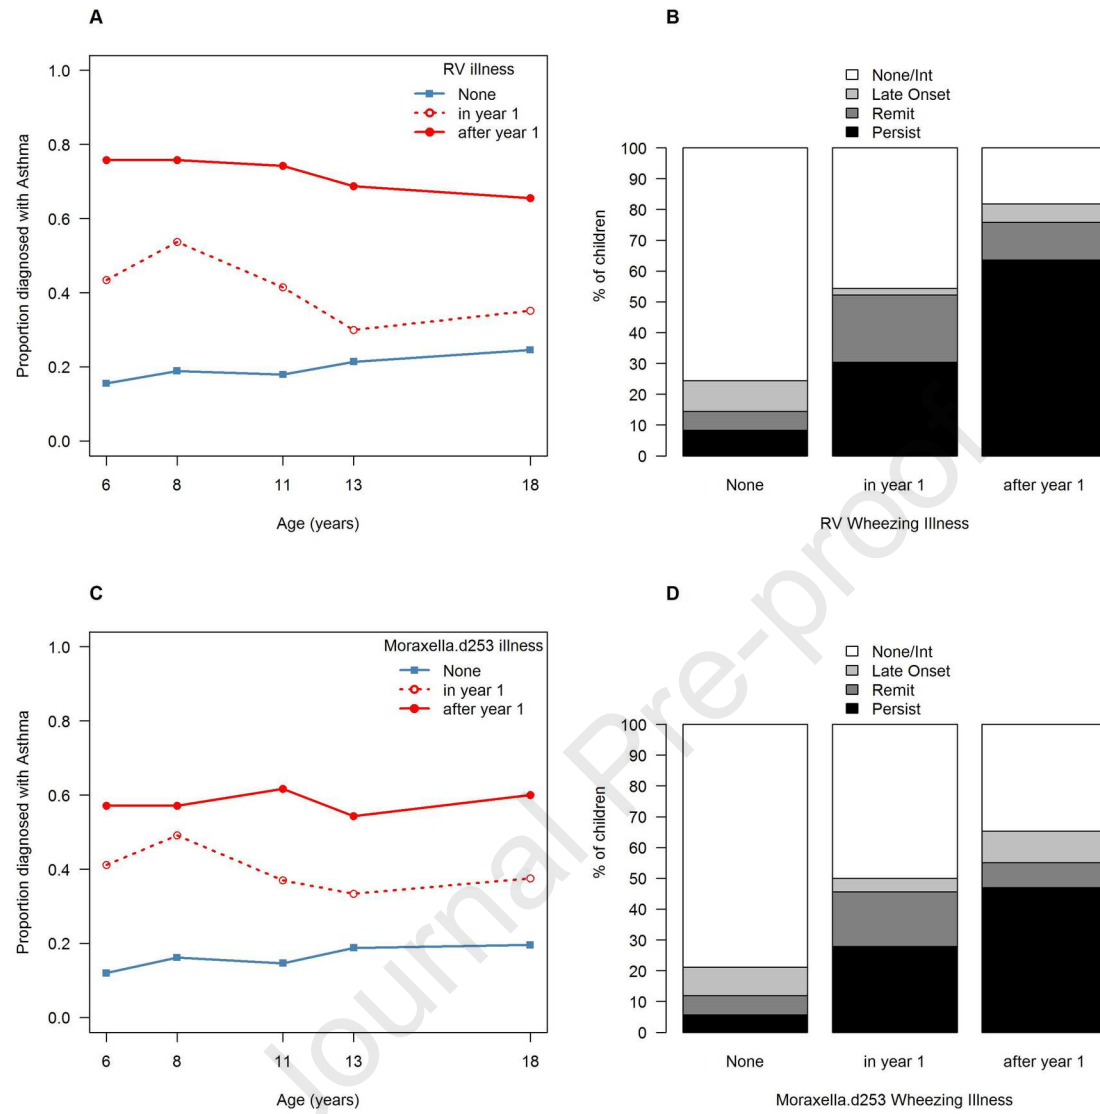 A
RV illness
None
in year 1
after year 1
1.0
0.8
0.6
0.4
0.2
0.0
Proportion diagnosed with Asthma
6 8 11 13 18
Age (years)
B
None/Int
Late Onset
Remit
Persist
100
90
80
70
60
50
40
30
20
10
0
% of children
None in year 1 after year 1
RV Wheezing Illness
C
Moraxella.d253 illness
None
in year 1
after year 1
1.0
0.8
0.6
0.4
0.2
0.0
Proportion diagnosed with Asthma
6 8 11 13 18
Age (years)
D
None/Int
Late Onset
Remit
Persist
100
90
80
70
60
50
40
30
20
10
0
% of children
None in year 1 after year 1
Moraxella.d253 Wheezing Illness
Journal Pre-proof